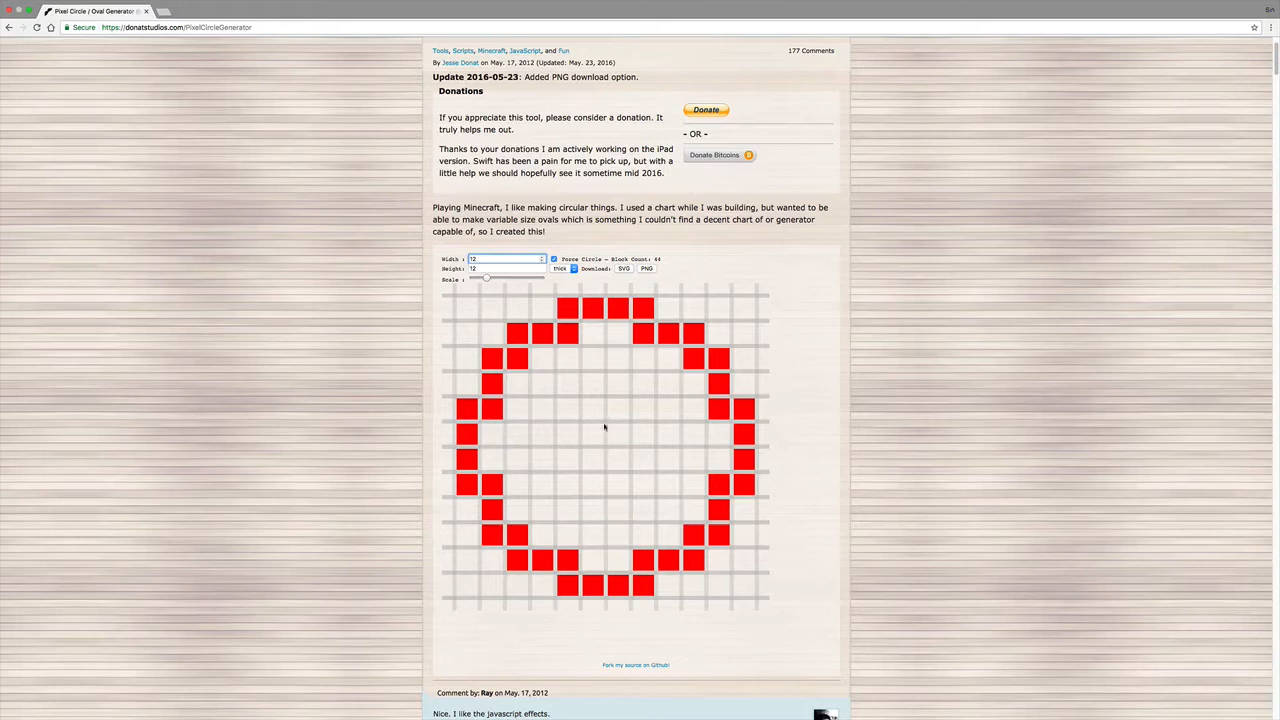 Pixel Circle / Oval Generator
Sin
Secure https://donatstudios.com/PixelCircleGenerator
Tools, Scripts, Minecraft, JavaScript, and Fun
177 Comments
By Jesse Donat on May. 17, 2012 (Updated: May. 23, 2016)
Update 2016-05-23: Added PNG download option.
Donations
If you appreciate this tool, please consider a donation. It
truly helps me out.
Thanks to your donations I am actively working on the iPad
version. Swift has been a pain for me to pick up, but with a
little help we should hopefully see it sometime mid 2016.
Donate
- OR -
Donate Bitcoins
Playing Minecraft, I like making circular things. I used a chart while I was building, but wanted to be
able to make variable size ovals which is something I couldn't find a decent chart of or generator
capable of, so I created this!
Width : 12 Force Circle — Block Count: 44
Height: 12 thick Download: SVG PNG
Scale :
Fork my source on Github!
Comment by: Ray on May. 17, 2012
Nice. I like the javascript effects.